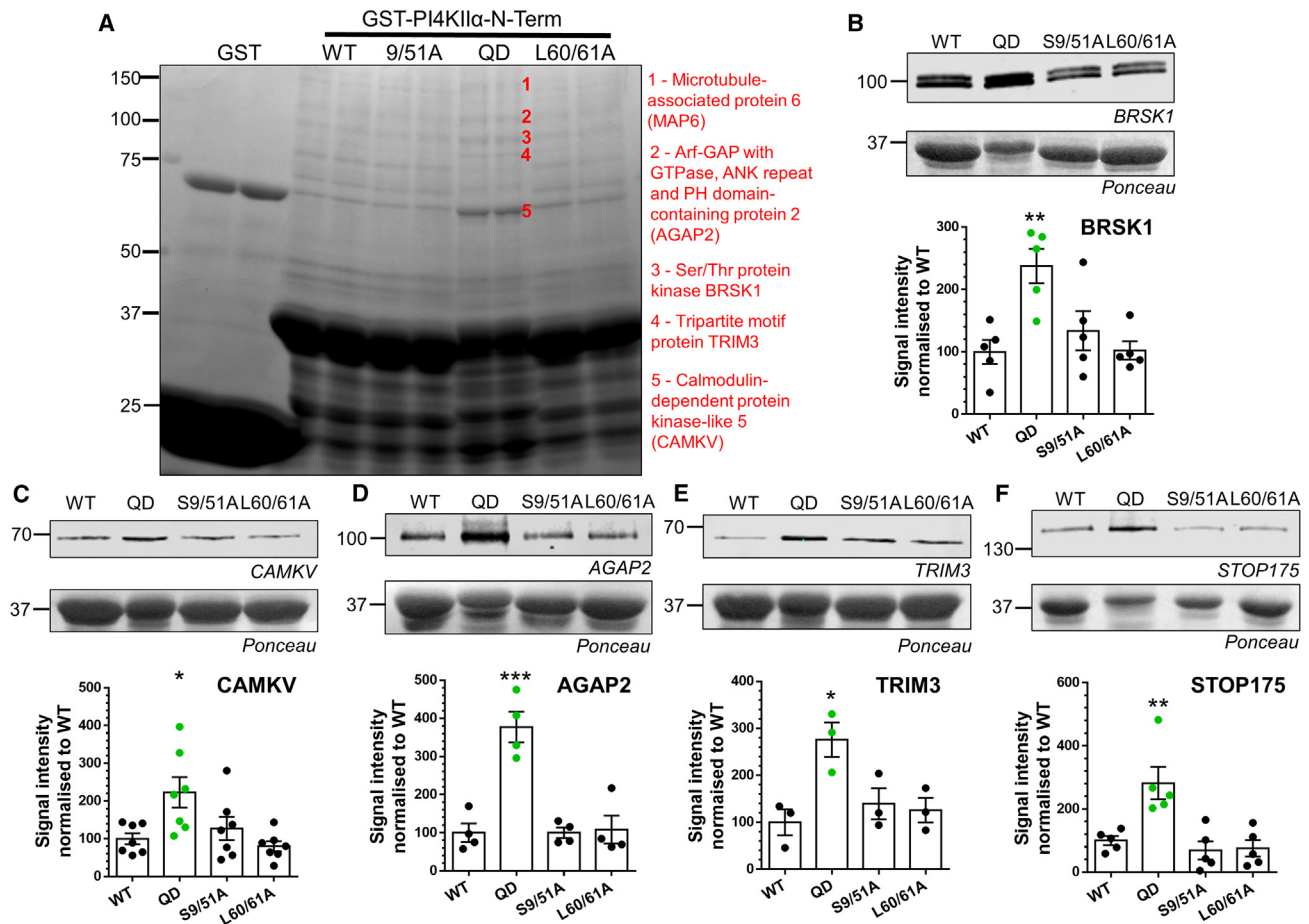 A
GST-PI4KIIα-N-Term
GST
WT
9/51A
QD
L60/61A
150
100
75
50
37
25
1
2
3
4
5
1 - Microtubule-
associated protein 6
(MAP6)
2 - Arf-GAP with
GTPase, ANK repeat
and PH domain-
containing protein 2
(AGAP2)
3 - Ser/Thr protein
kinase BRSK1
4 - Tripartite motif
protein TRIM3
5 - Calmodulin-
dependent protein
kinase-like 5
(CAMKV)
B
WT QD S9/51A L60/61A
100
BRSK1
37
Ponceau
BRSK1
**
Signal intensity
normalised to WT
300
200
100
0
WT
QD
S9/51A
L60/61A
C
WT QD S9/51A L60/61A
70
CAMKV
37
Ponceau
CAMKV
*
Signal intensity
normalised to WT
500
400
300
200
100
0
WT
QD
S9/51A
L60/61A
D
WT QD S9/51A L60/61A
100
AGAP2
37
Ponceau
AGAP2
***
Signal intensity
normalised to WT
500
400
300
200
100
0
WT
QD
S9/51A
L60/61A
E
WT QD S9/51A L60/61A
70
TRIM3
37
Ponceau
TRIM3
*
Signal intensity
normalised to WT
400
300
200
100
0
WT
QD
S9/51A
L60/61A
F
WT QD S9/51A L60/61A
130
STOP175
37
Ponceau
STOP175
**
Signal intensity
normalised to WT
600
400
200
0
WT
QD
S9/51A
L60/61A